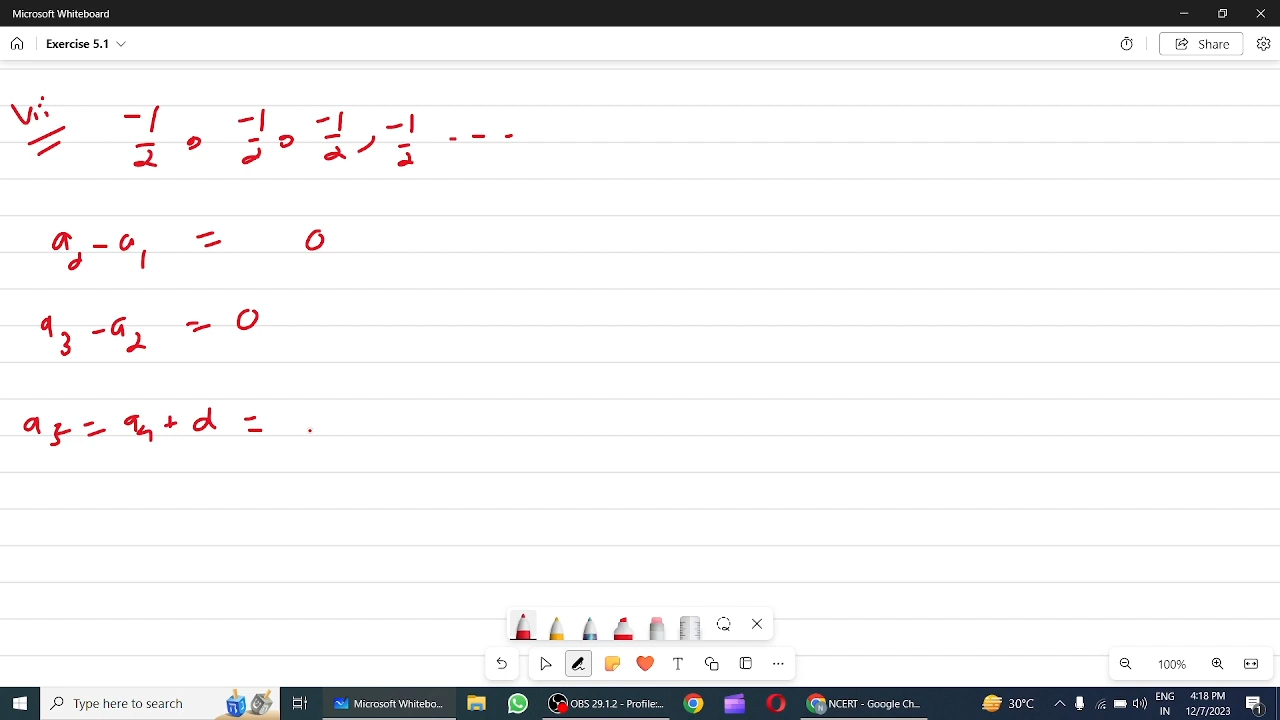 Microsoft Whiteboard
Exercise 5.1
Share
Vii -1/2, -1/2, -1/2, -1/2 - - -
a2 - a1 = 0
a3 - a2 = 0
a5 = a4 + d =
T
100%
Type here to search
Microsoft Whitebo...
OBS 29.1.2 - Profile:...
NCERT - Google Ch...
30°C
ENG
IN
4:18 PM
12/7/2023